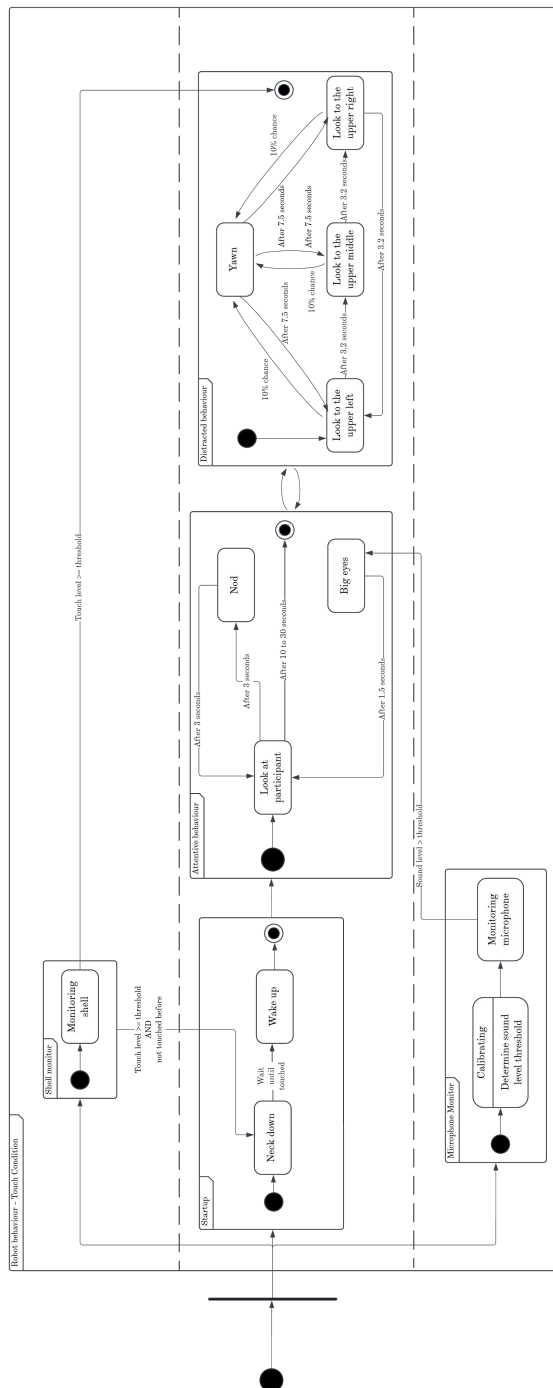 Robot behaviour – Touch Condition
Shell monitor
Monitoring
shell
Touch level >= threshold
Touch level >= threshold
AND
not touched before
Startup
Neck down
Wait
until
touched
Wake up
Attentive behaviour
Look at
participant
After 3 seconds
After 3 seconds
Nod
After 10 to 30 seconds
Big eyes
After 1.5 seconds
Distracted behaviour
Look to the
upper left
After 3.2 seconds
Look to the
upper middle
After 3.2 seconds
Look to the
upper right
After 3.2 seconds
Yawn
10% chance
After 7.5 seconds
10% chance
After 7.5 seconds
After 7.5 seconds
10% chance
Microphone Monitor
Calibrating
Determine sound
level threshold
Monitoring
microphone
Sound level > threshold